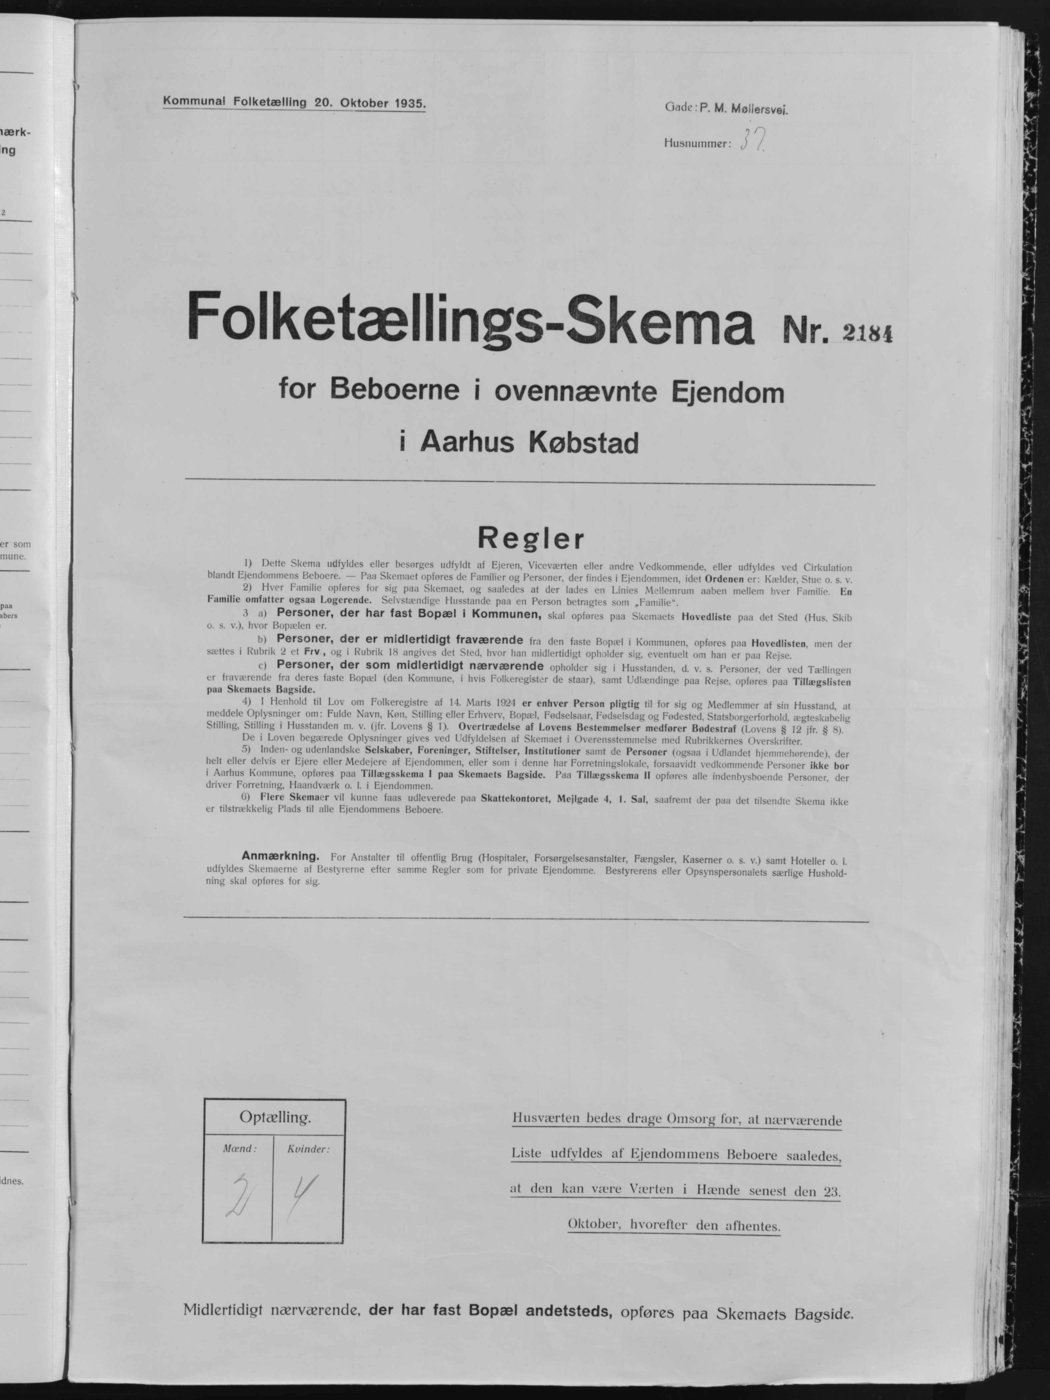 Kommunal Folketælling 20. Oktober 1935.
Gade: P. M. Møllersvej.
Husnummer: 37.
Folketællings-Skema Nr. 2184
for Beboerne i ovennævnte Ejendom
i Aarhus Købstad
Regler
1) Dette Skema udfyldes eller besørges udfyldt af Ejeren, Viceværten eller andre Vedkommende, eller udfyldes ved Cirkulation
blandt Ejendommens Beboere. — Paa Skemaet opføres de Familier og Personer, der findes i Ejendommen, idet Ordenen er: Kælder, Stue o. s. v.
2) Hver Familie opføres for sig paa Skemaet, og saaledes at der lades en Linies Mellemrum aaben mellem hver Familie. En
Familie omfatter ogsaa Logerende. Selvstændige Husstande paa en Person betragtes som „Familie“.
3 a) Personer, der har fast Bopæl i Kommunen, skal opføres paa Skemaets Hovedliste paa det Sted (Hus, Skib
o. s. v.), hvor Bopælen er.
b) Personer, der er midlertidigt fraværende fra den faste Bopæl i Kommunen, opføres paa Hovedlisten, men der
sættes i Rubrik 2 et Frv., og i Rubrik 18 angives det Sted, hvor han midlertidigt opholder sig, eventuelt om han er paa Rejse.
c) Personer, der som midlertidigt nærværende opholder sig i Husstanden, d. v. s. Personer, der ved Tællingen
er fraværende fra deres faste Bopæl (den Kommune, i hvis Folkeregister de staar), samt Udlændinge paa Rejse, opføres paa Tillægslisten
paa Skemaets Bagside.
4) I Henhold til Lov om Folkeregistre af 14. Marts 1924 er enhver Person pligtig til for sig og Medlemmer af sin Husstand, at
meddele Oplysninger om: Fulde Navn, Køn, Stilling eller Erhverv, Bopæl, Fødselsaar, Fødselsdag og Fødested, Statsborgerforhold, ægteskabelig
Stilling, Stilling i Husstanden m. v. (jfr. Lovens § 1). Overtrædelse af Lovens Bestemmelser medfører Bødestraf (Lovens § 12 jfr. § 8).
De i Loven begærede Oplysninger gives ved Udfyldelsen af Skemaet i Overensstemmelse med Rubrikkernes Overskrifter.
5) Inden- og udenlandske Selskaber, Foreninger, Stiftelser, Institutioner samt de Personer (ogsaa i Udlandet hjemmehørende), der
helt eller delvis er Ejere eller Medejere af Ejendommen, eller som i denne har Forretningslokale, forsaavidt vedkommende Personer ikke bor
i Aarhus Kommune, opføres paa Tillægsskema I paa Skemaets Bagside. Paa Tillægsskema II opføres alle indenbysboende Personer, der
driver Forretning, Haandværk o. l. i Ejendommen.
6) Flere Skemaer vil kunne faas udleverede paa Skattekontoret, Mejlgade 4, 1. Sal, saafremt der paa det tilsendte Skema ikke
er tilstrækkelig Plads til alle Ejendommens Beboere.
Anmærkning. For Anstalter til offentlig Brug (Hospitaler, Forsørgelsesanstalter, Fængsler, Kaserner o. s. v.) samt Hoteller o. l.
udfyldes Skemaerne af Bestyrerne efter samme Regler som for private Ejendomme. Bestyrerens eller Opsynspersonalets særlige Hushold-
ning skal opføres for sig.
Optælling.
Mænd: Kvinder:
2 4
Husværten bedes drage Omsorg for, at nærværende
Liste udfyldes af Ejendommens Beboere saaledes,
at den kan være Værten i Hænde senest den 23.
Oktober, hvorefter den afhentes.
Midlertidigt nærværende, der har fast Bopæl andetsteds, opføres paa Skemaets Bagside.